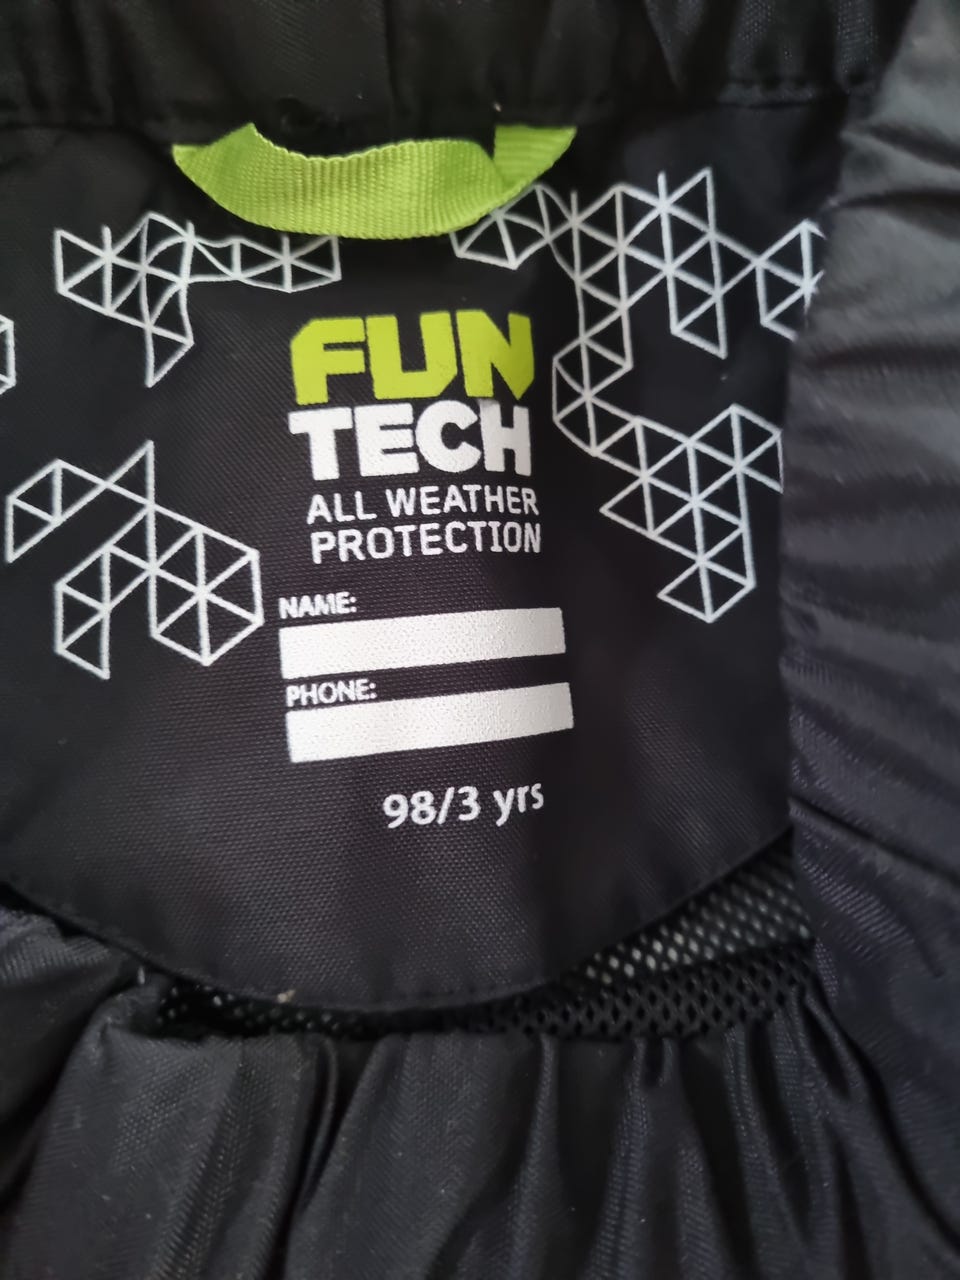 FUN
TECH
ALL WEATHER
PROTECTION
NAME:
PHONE:
98/3 yrs